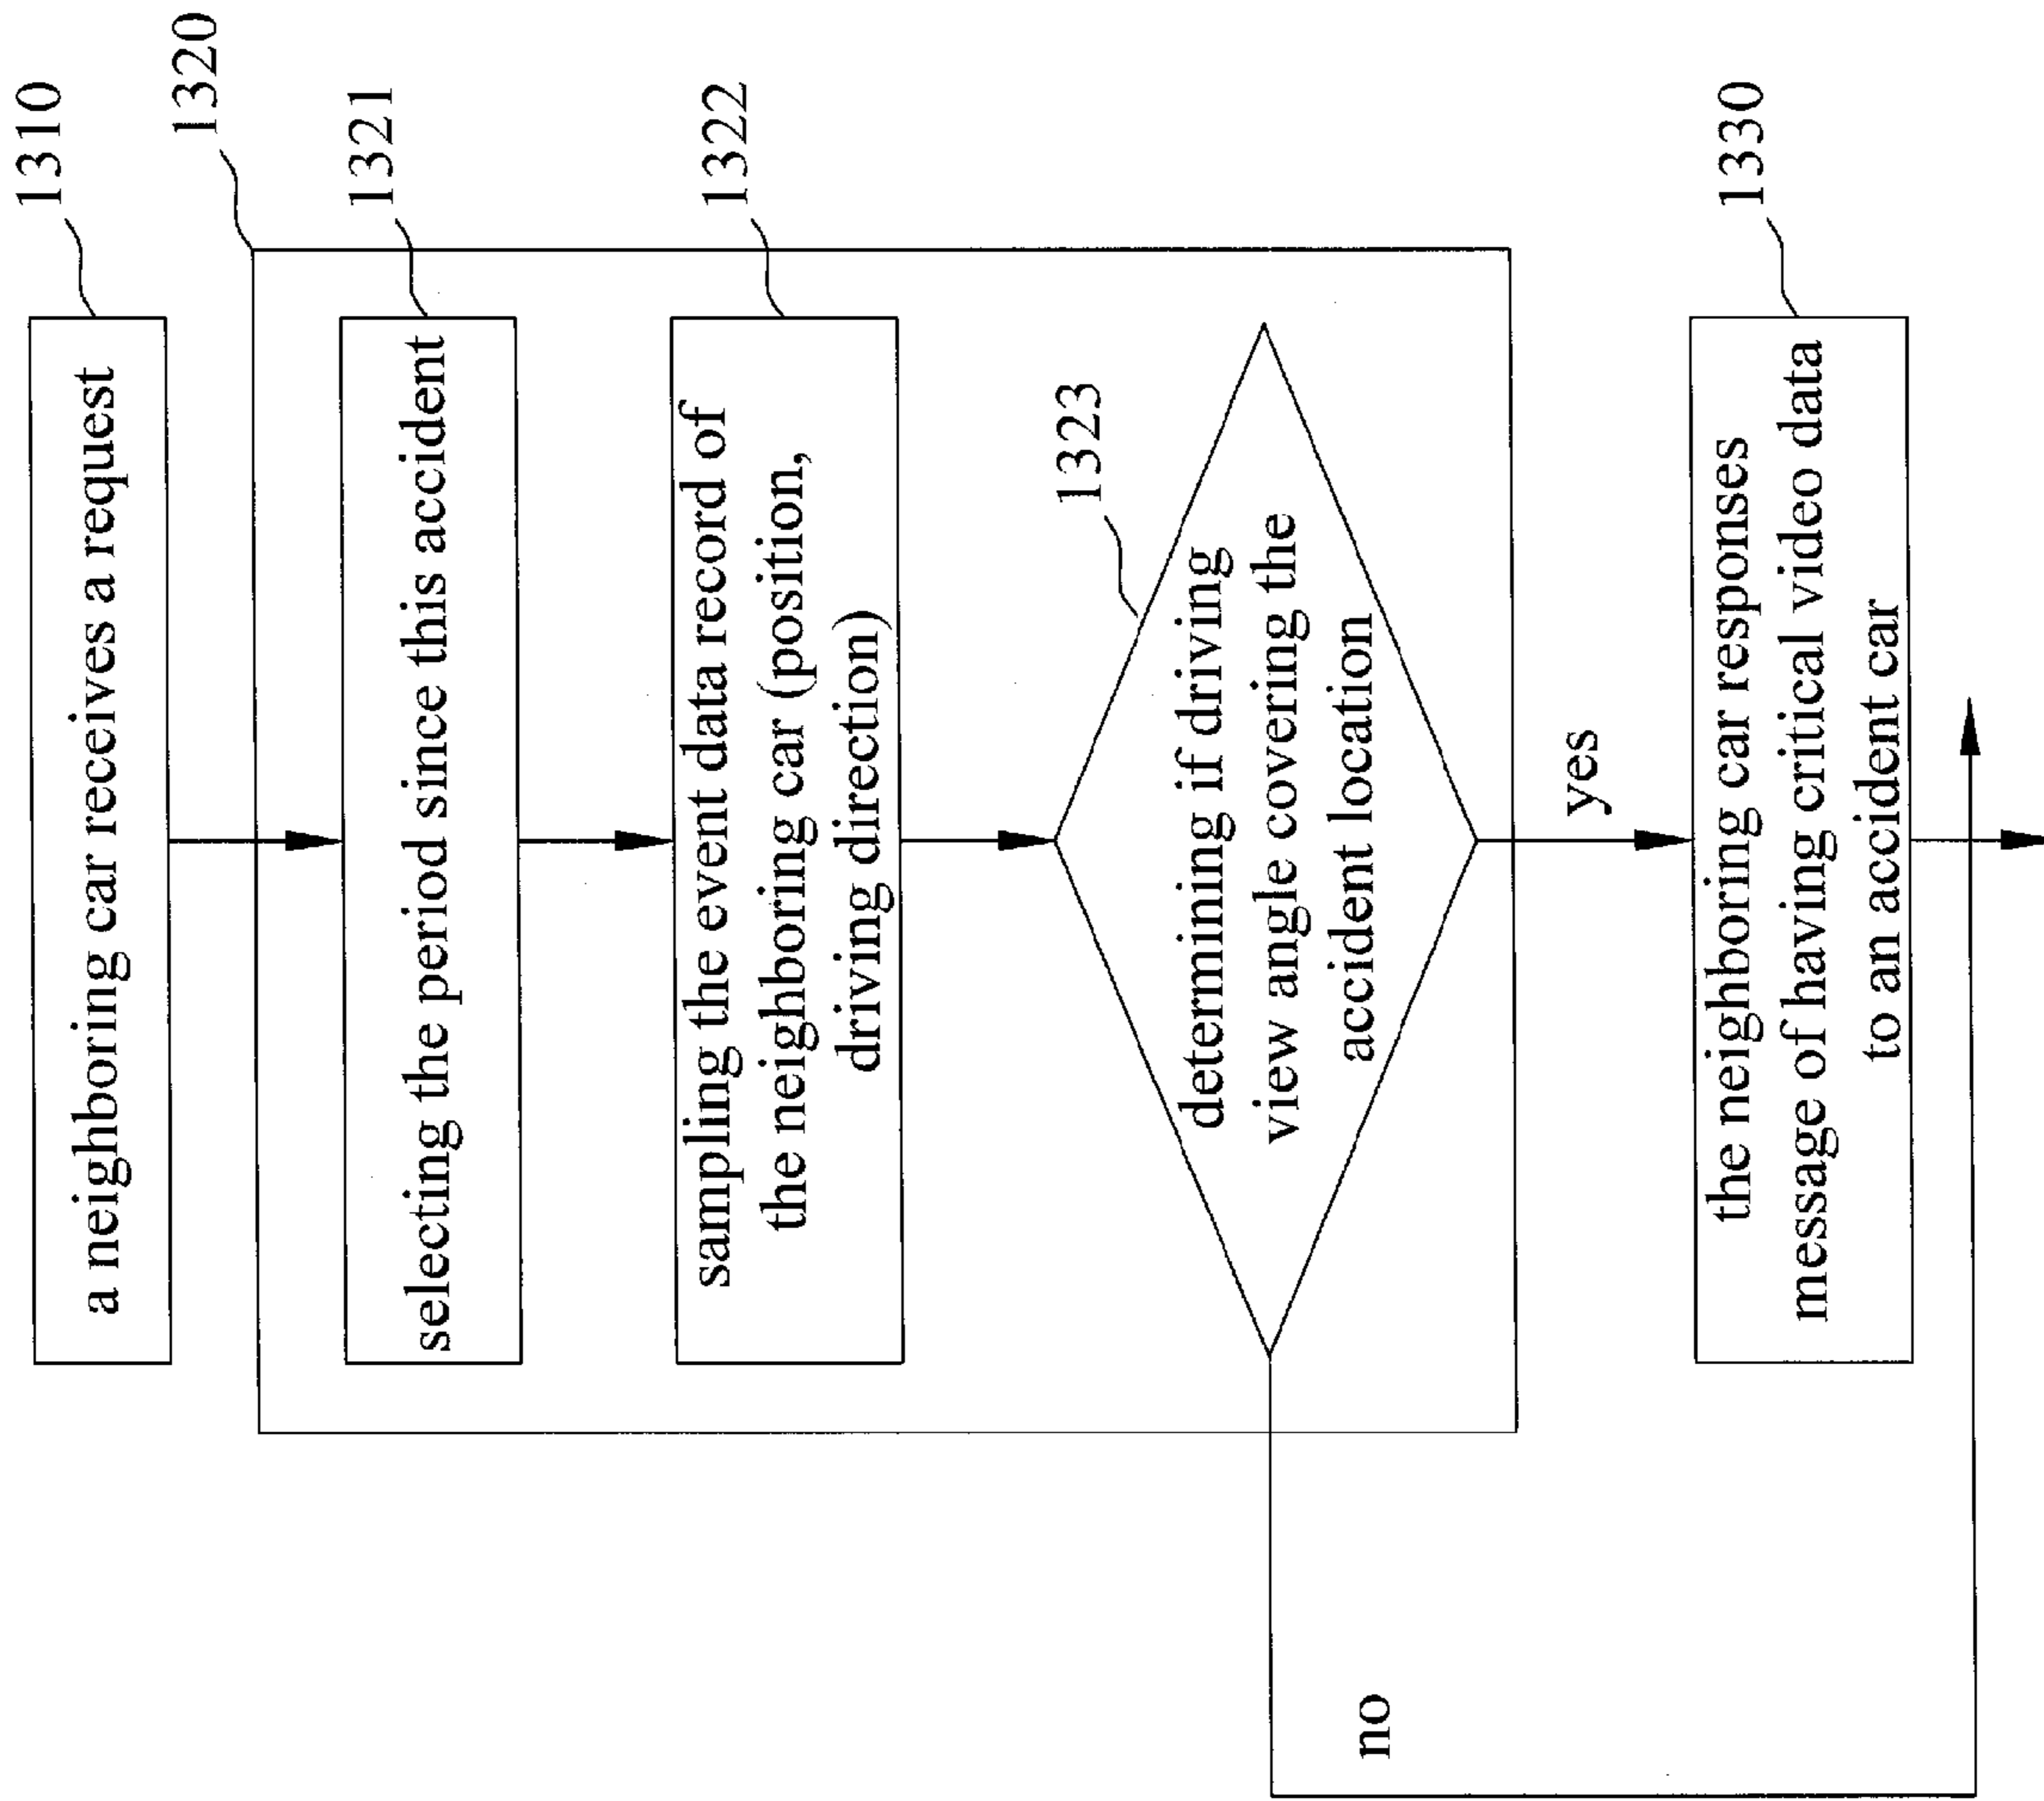 1310
a neighboring car receives a request
1320
1321
selecting the period since this accident
1322
sampling the event data record of
the neighboring car (position,
driving direction)
1323
determining if driving
view angle covering the
accident location
no
yes
1330
the neighboring car responses
message of having critical video data
to an accident car